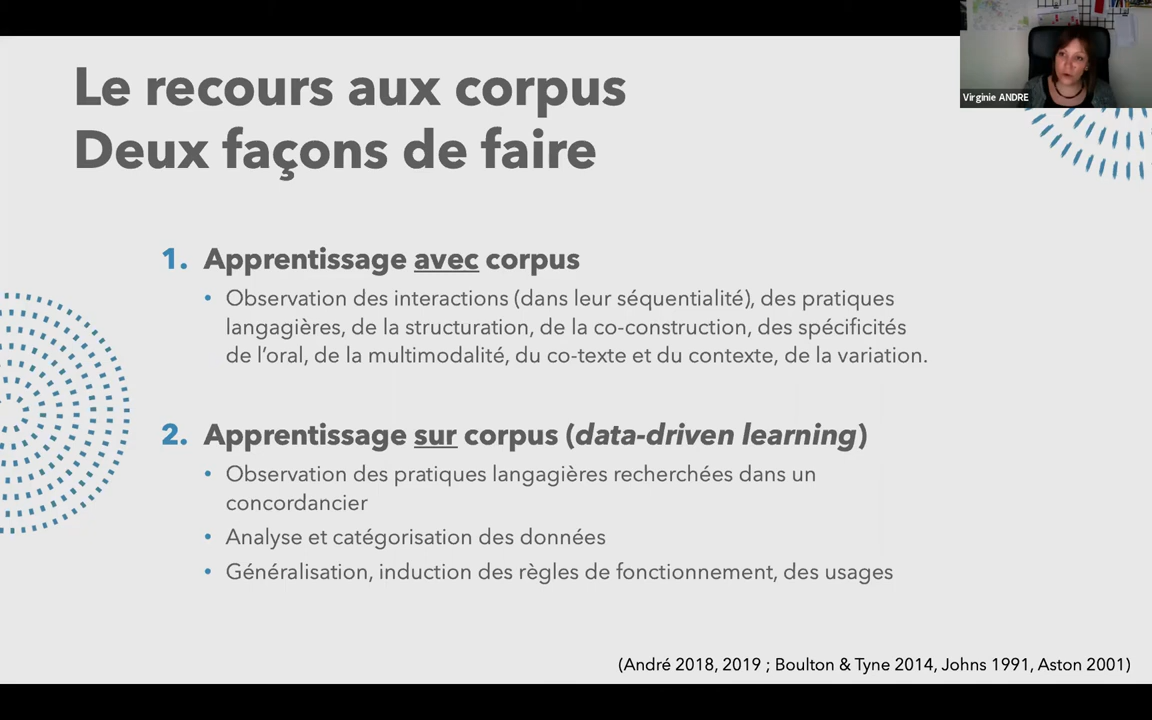 Le recours aux corpus
Deux façons de faire
Virginie ANDRE
1. Apprentissage avec corpus
• Observation des interactions (dans leur séquentialité), des pratiques
langagières, de la structuration, de la co-construction, des spécificités
de l’oral, de la multimodalité, du co-texte et du contexte, de la variation.
2. Apprentissage sur corpus (data-driven learning)
• Observation des pratiques langagières recherchées dans un
concordancier
• Analyse et catégorisation des données
• Généralisation, induction des règles de fonctionnement, des usages
(André 2018, 2019 ; Boulton & Tyne 2014, Johns 1991, Aston 2001)